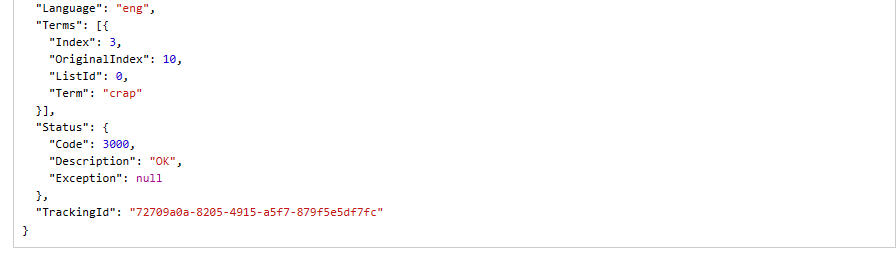 "Language": "eng",
"Terms": [{
"Index": 3,
"OriginalIndex": 10,
"ListId": 0,
"Term": "crap"
}],
"Status": {
"Code": 3000,
"Description": "OK",
"Exception": null
},
"TrackingId": "72709a0a-8205-4915-a5f7-879f5e5df7fc"
}